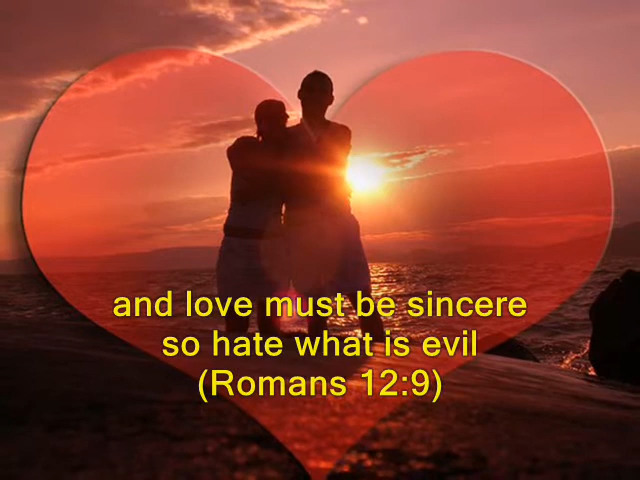 and love must be sincere
so hate what is evil
(Romans 12:9)